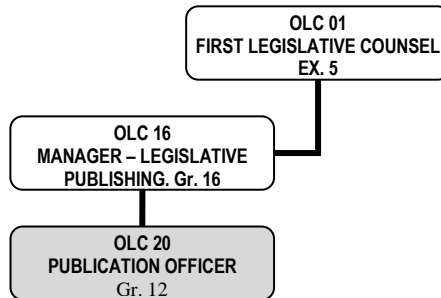 OLC 01
FIRST LEGISLATIVE COUNSEL
EX. 5
OLC 16
MANAGER – LEGISLATIVE
PUBLISHING. Gr. 16
OLC 20
PUBLICATION OFFICER
Gr. 12